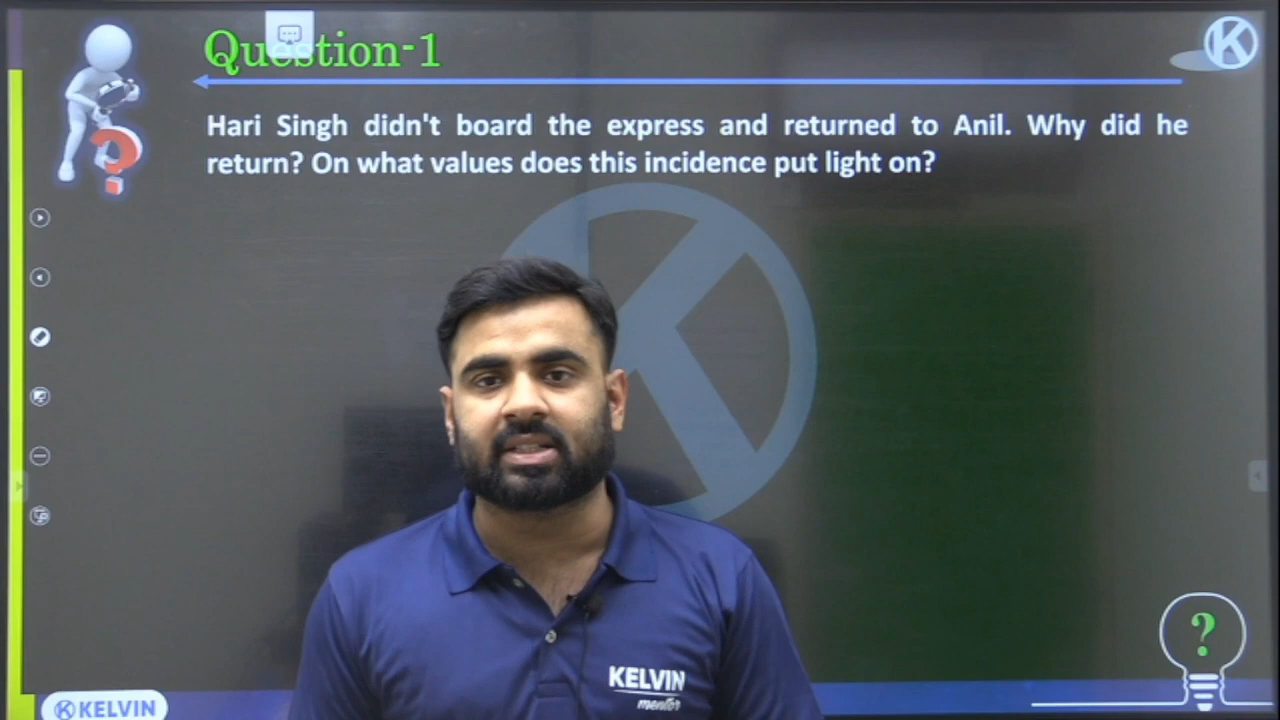 Question-1
Hari Singh didn't board the express and returned to Anil. Why did he
return? On what values does this incidence put light on?
KELVIN
mentor
KELVIN